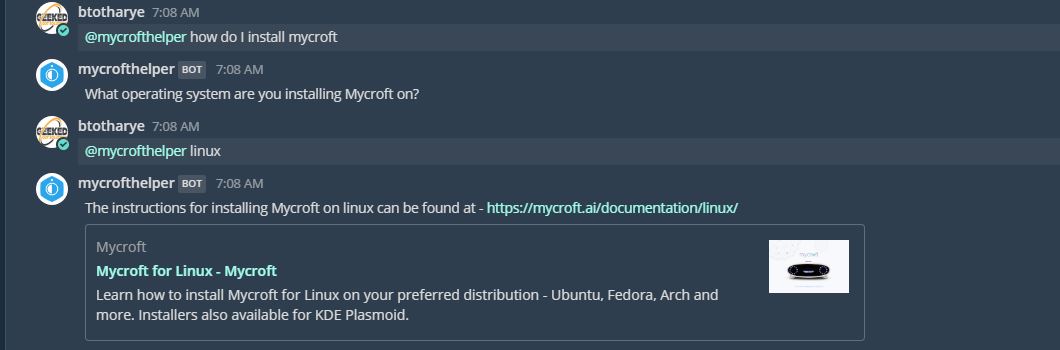 btotharye 7:08 AM
@mycrofthelper how do I install mycroft
mycrofthelper BOT 7:08 AM
What operating system are you installing Mycroft on?
btotharye 7:08 AM
@mycrofthelper linux
mycrofthelper BOT 7:08 AM
The instructions for installing Mycroft on linux can be found at - https://mycroft.ai/documentation/linux/
Mycroft
Mycroft for Linux - Mycroft
Learn how to install Mycroft for Linux on your preferred distribution - Ubuntu, Fedora, Arch and
more. Installers also available for KDE Plasmoid.
mycroft
GEEKED
GEEKED